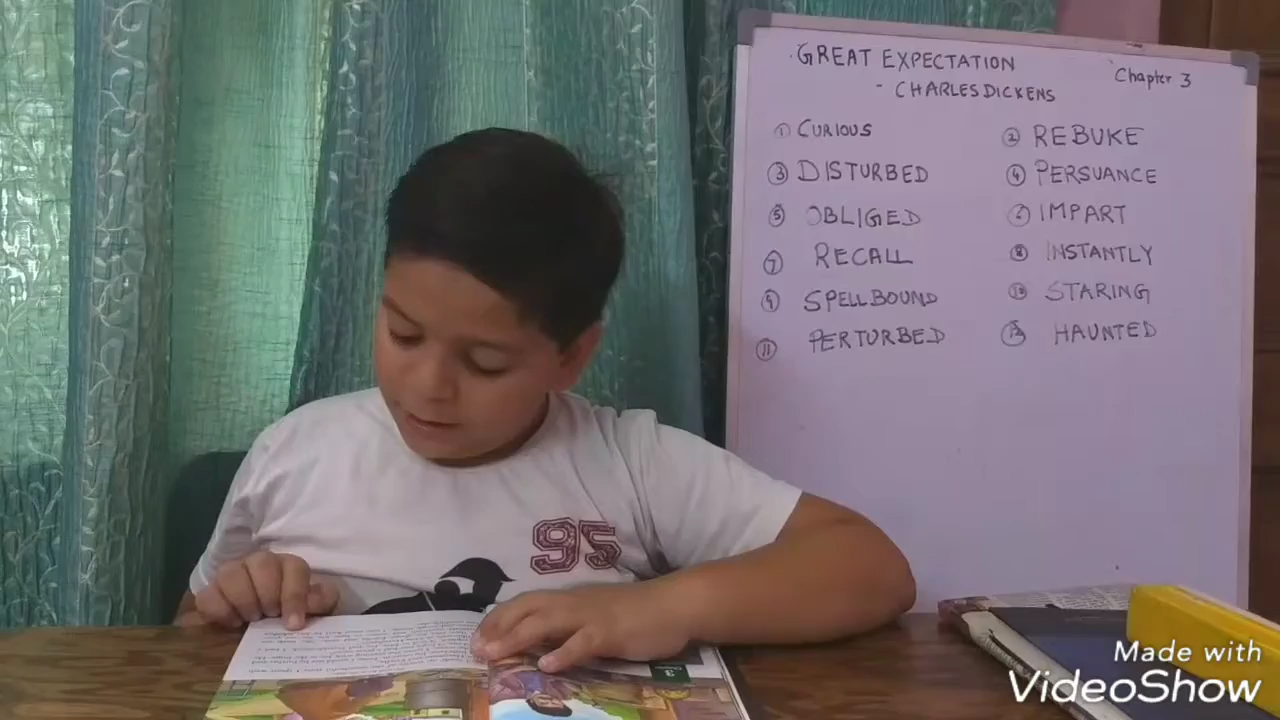 GREAT EXPECTATION
Chapter 3
- CHARLES DICKENS
① CURIOUS
② REBUKE
③ DISTURBED
④ PERSUANCE
⑤ OBLIGED
⑥ IMPART
⑦ RECALL
⑧ INSTANTLY
⑨ SPELLBOUND
⑩ STARING
⑪ PERTURBED
⑫ HAUNTED
95
3
Made with
VideoShow